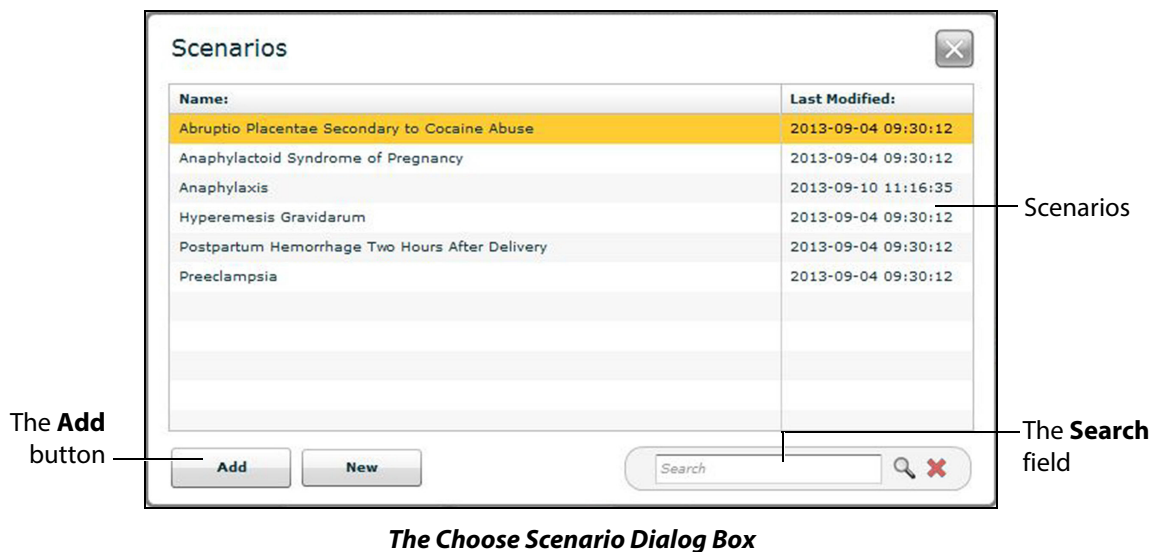 Scenarios
Name: Last Modified:
Abruptio Placentae Secondary to Cocaine Abuse 2013-09-04 09:30:12
Anaphylactoid Syndrome of Pregnancy 2013-09-04 09:30:12
Anaphylaxis 2013-09-10 11:16:35
Hyperemesis Gravidarum 2013-09-04 09:30:12
Postpartum Hemorrhage Two Hours After Delivery 2013-09-04 09:30:12
Preeclampsia 2013-09-04 09:30:12
Scenarios
The Add
button
Add New Search
The Search
field
The Choose Scenario Dialog Box